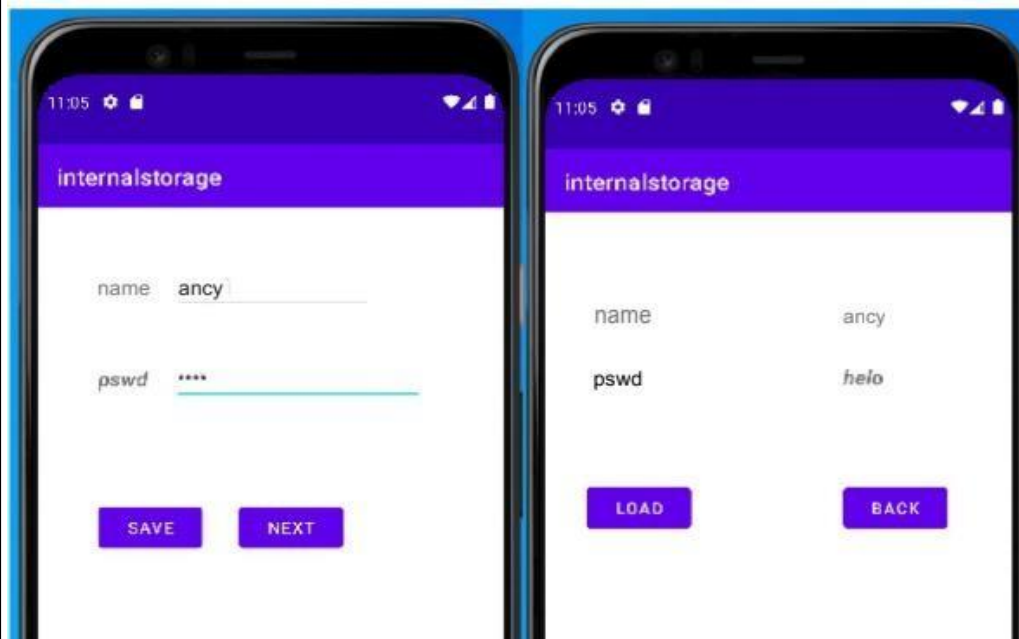 11:05
internalstorage
name ancy
pswd ****
SAVE NEXT
11:05
internalstorage
name ancy
pswd helo
LOAD BACK